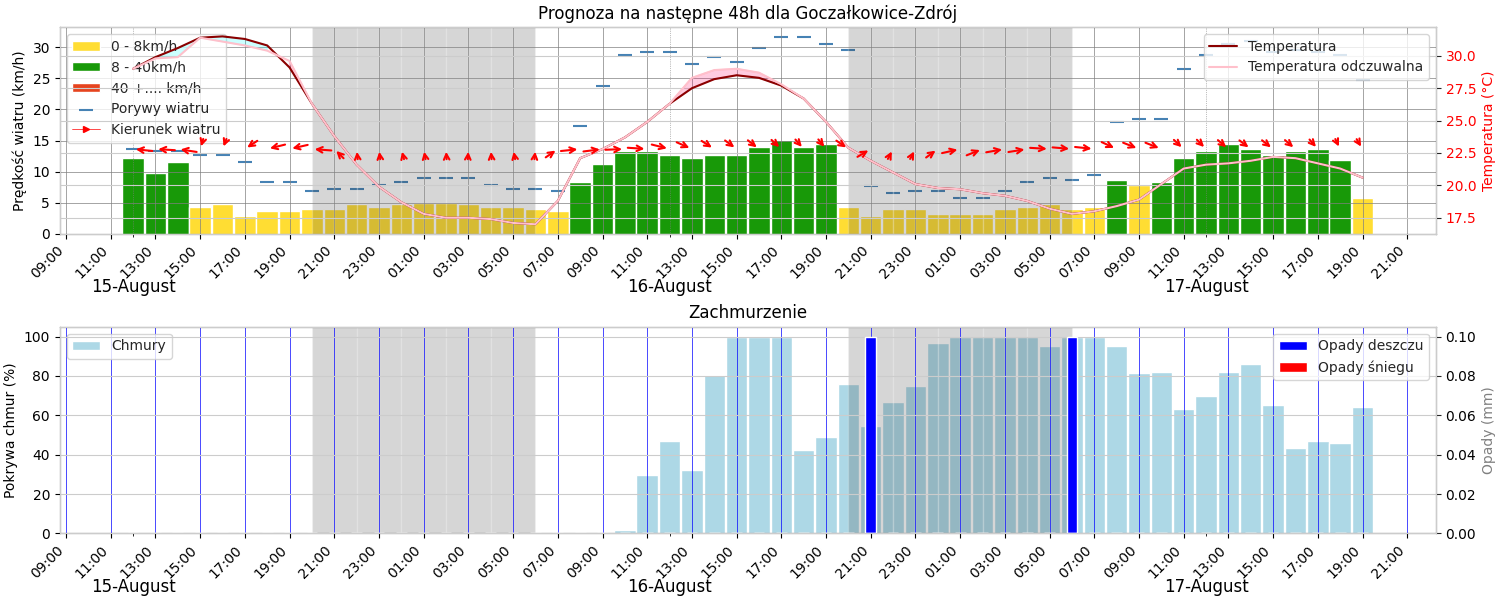 Prognoza na następne 48h dla Goczałkowice-Zdrój
Prędkość wiatru (km/h)
30
25
20
15
10
5
0
0 - 8km/h
8 - 40km/h
40 +.... km/h
Porywy wiatru
Kierunek wiatru
Temperatura
Temperatura odczuwalna
30.0
27.5
25.0
22.5
20.0
17.5
Temperatura (°C)
09:00 11:00 13:00 15:00 17:00 19:00 21:00 23:00 01:00 03:00 05:00 07:00 09:00 11:00 13:00 15:00 17:00 19:00 21:00 23:00 01:00 03:00 05:00 07:00 09:00 11:00 13:00 15:00 17:00 19:00 21:00
15-August 16-August 17-August
Zachmurzenie
Pokrywa chmur (%)
100
80
60
40
20
0
Chmury
Opady deszczu
Opady śniegu
0.10
0.08
0.06
0.04
0.02
0.00
Opady (mm)
09:00 11:00 13:00 15:00 17:00 19:00 21:00 23:00 01:00 03:00 05:00 07:00 09:00 11:00 13:00 15:00 17:00 19:00 21:00 23:00 01:00 03:00 05:00 07:00 09:00 11:00 13:00 15:00 17:00 19:00 21:00
15-August 16-August 17-August